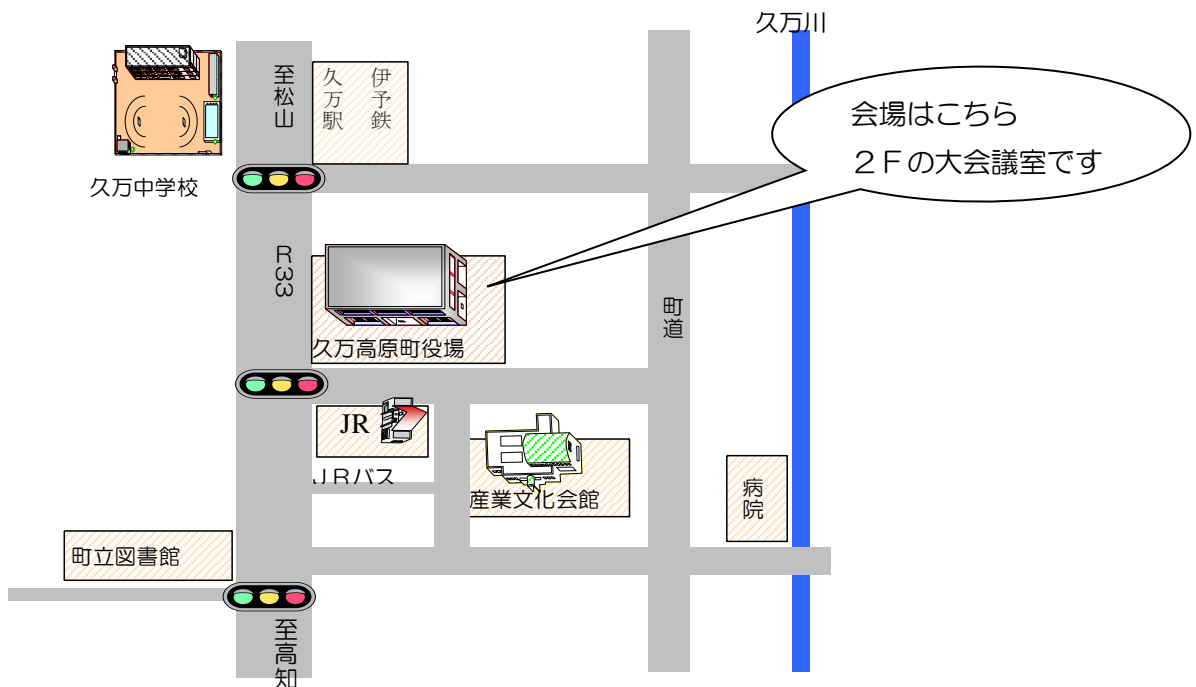 久万川
至松山
伊予鉄
久万駅
会場はこちら
２Ｆの大会議室です
久万中学校
R33
久万高原町役場
町道
JR
ＪＲバス
産業文化会館
病院
町立図書館
至高知